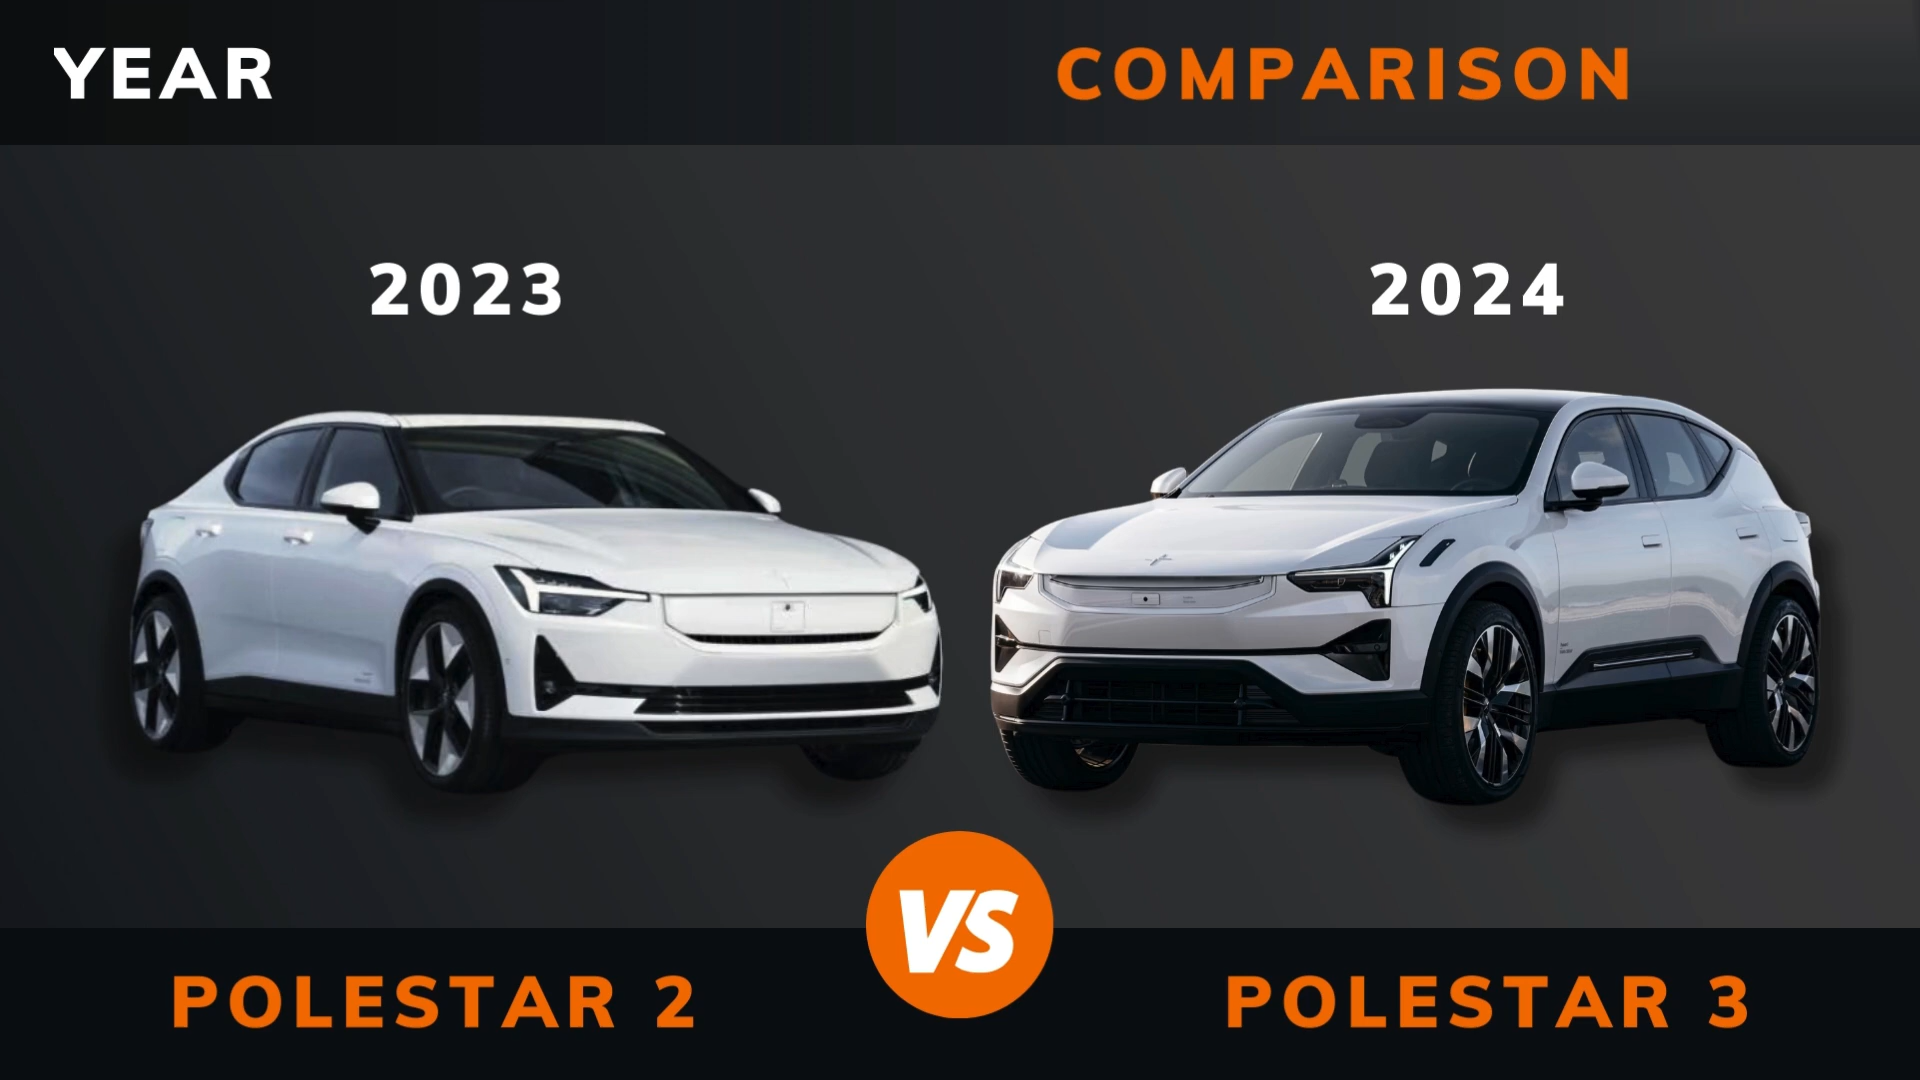 YEAR
COMPARISON
2023
2024
VS
POLESTAR 2
POLESTAR 3